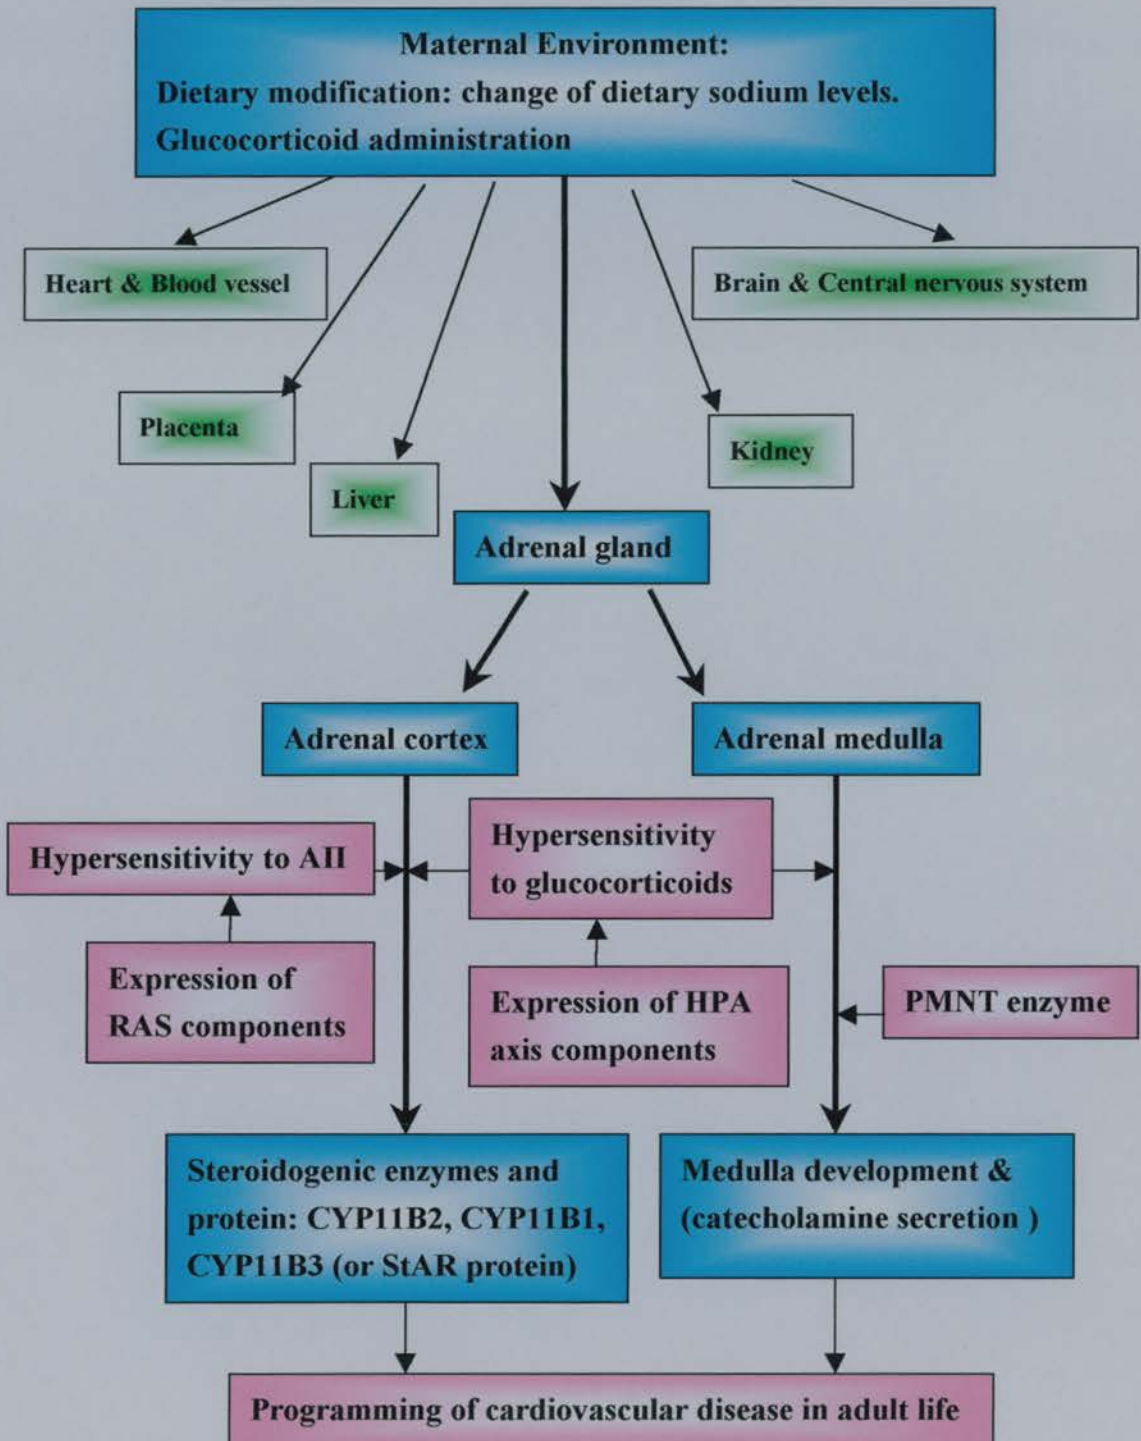 Maternal Environment:
Dietary modification: change of dietary sodium levels.
Glucocorticoid administration
Heart & Blood vessel
Brain & Central nervous system
Placenta
Kidney
Liver
Adrenal gland
Adrenal cortex
Adrenal medulla
Hypersensitivity to AII
Hypersensitivity
to glucocorticoids
Expression of
RAS components
Expression of HPA
axis components
PMNT enzyme
Steroidogenic enzymes and
protein: CYP11B2, CYP11B1,
CYP11B3 (or StAR protein)
Medulla development &
(catecholamine secretion )
Programming of cardiovascular disease in adult life